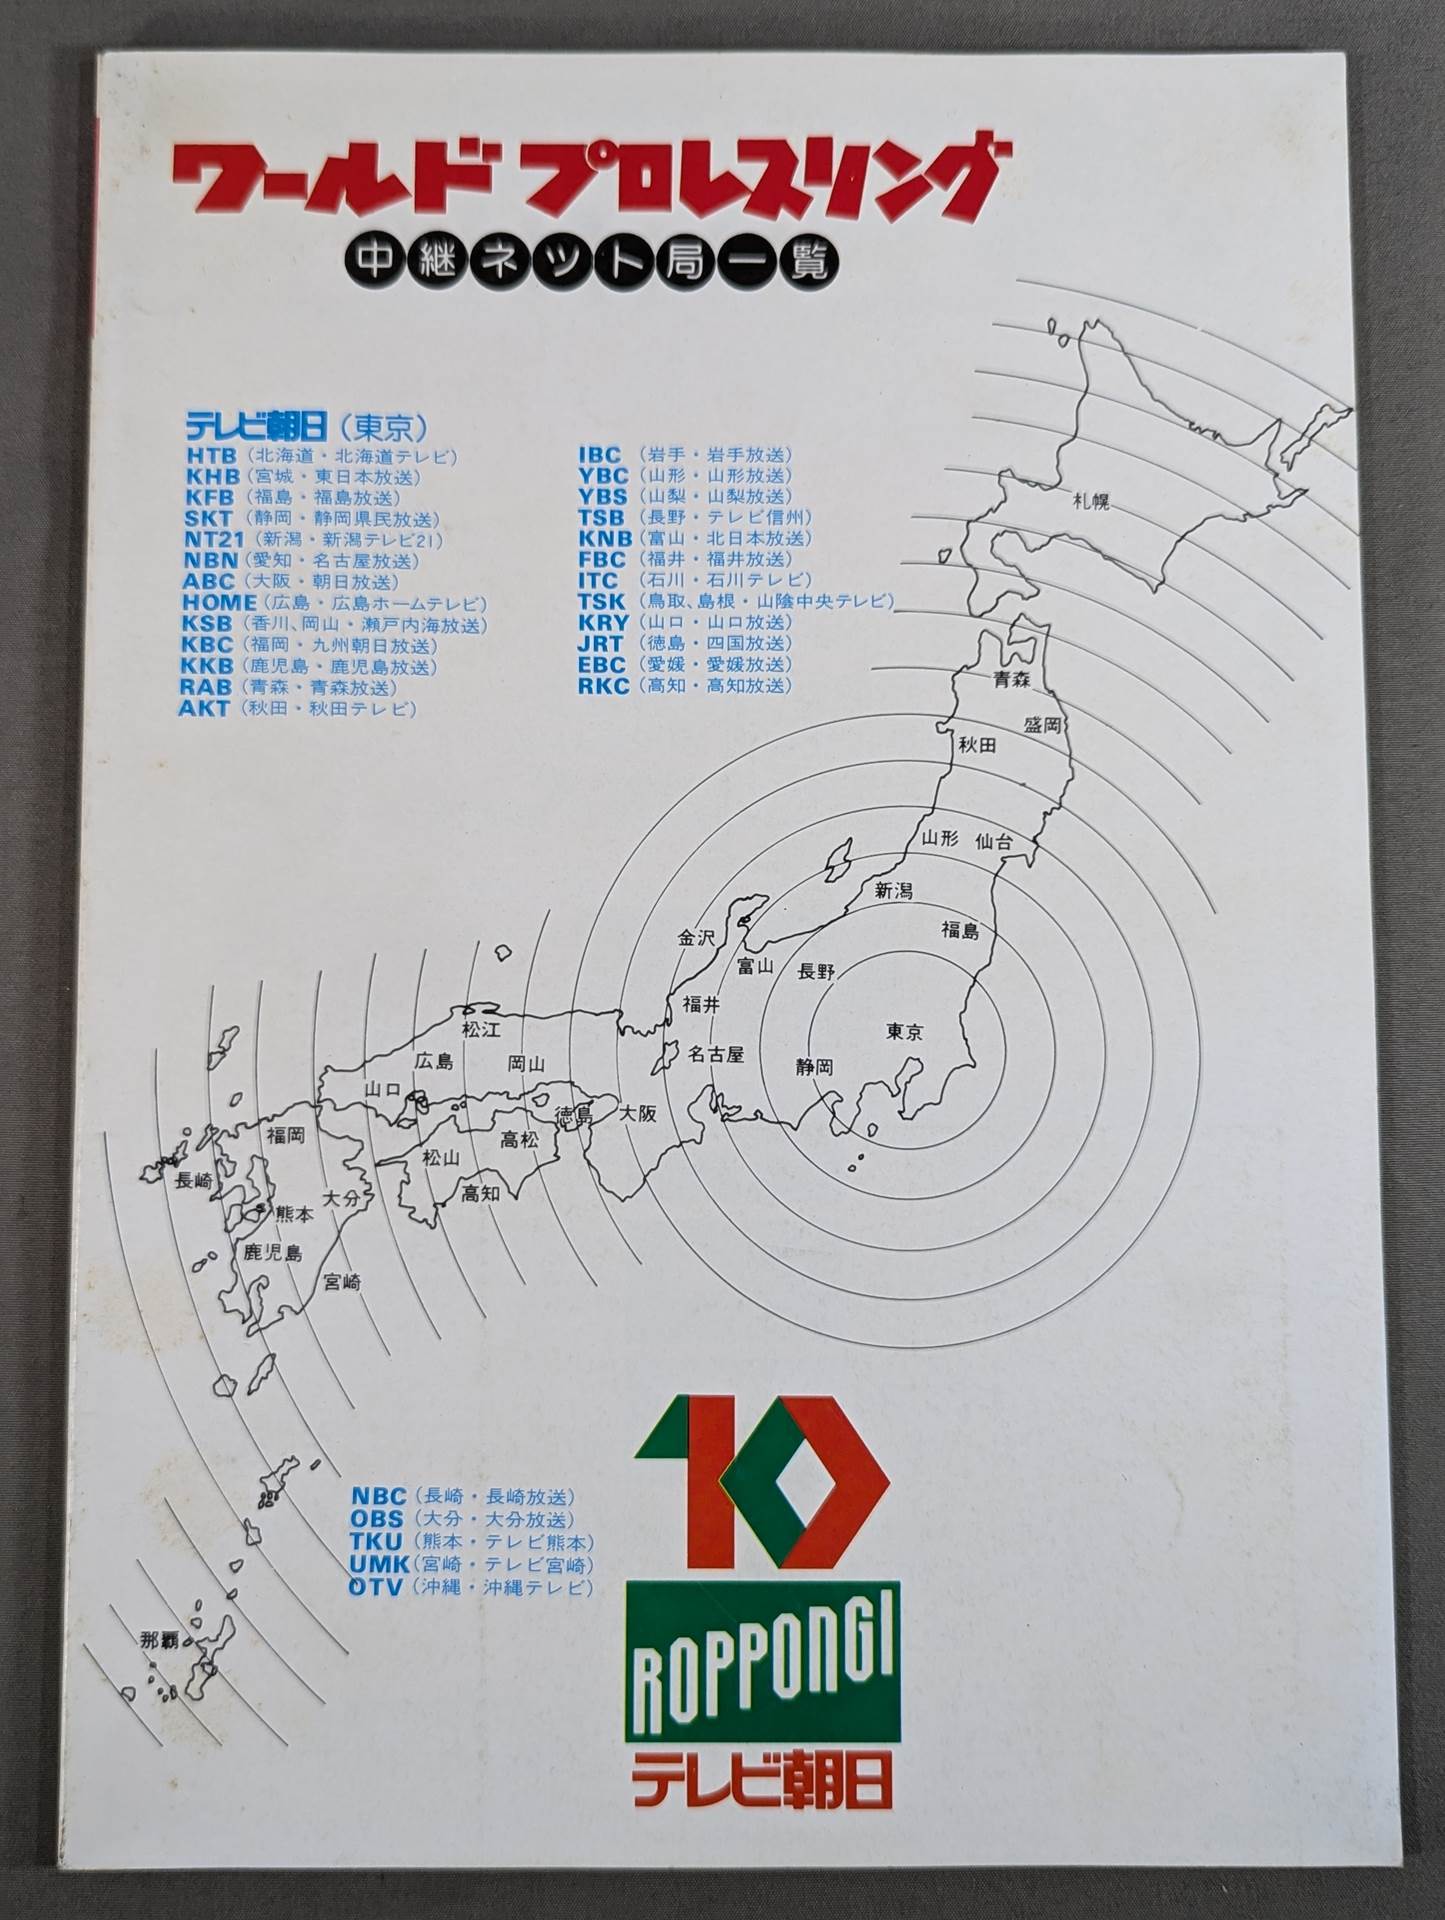 ワールド プロレスリング
中継ネット局一覧
テレビ朝日（東京）
HTB（北海道・北海道テレビ）
KHB（宮城・東日本放送）
KFB（福島・福島放送）
SKT（静岡・静岡県民放送）
NT21（新潟・新潟テレビ21）
NBN（愛知・名古屋放送）
ABC（大阪・朝日放送）
HOME（広島・広島ホームテレビ）
KSB（香川、岡山・瀬戸内海放送）
KBC（福岡・九州朝日放送）
KKB（鹿児島・鹿児島放送）
RAB（青森・青森放送）
AKT（秋田・秋田テレビ）
IBC（岩手・岩手放送）
YBC（山形・山形放送）
YBS（山梨・山梨放送）
TSB（長野・テレビ信州）
KNB（富山・北日本放送）
FBC（福井・福井放送）
ITC（石川・石川テレビ）
TSK（鳥取、島根・山陰中央テレビ）
KRY（山口・山口放送）
JRT（徳島・四国放送）
EBC（愛媛・愛媛放送）
RKC（高知・高知放送）
札幌
青森
盛岡
秋田
山形
仙台
新潟
福島
金沢
富山
長野
福井
東京
松江
名古屋
広島
岡山
静岡
山口
徳島
大阪
福岡
高松
松山
長崎
高知
大分
熊本
鹿児島
宮崎
NBC（長崎・長崎放送）
OBS（大分・大分放送）
TKU（熊本・テレビ熊本）
UMK（宮崎・テレビ宮崎）
OTV（沖縄・沖縄テレビ）
那覇
10
ROPPONGI
テレビ朝日